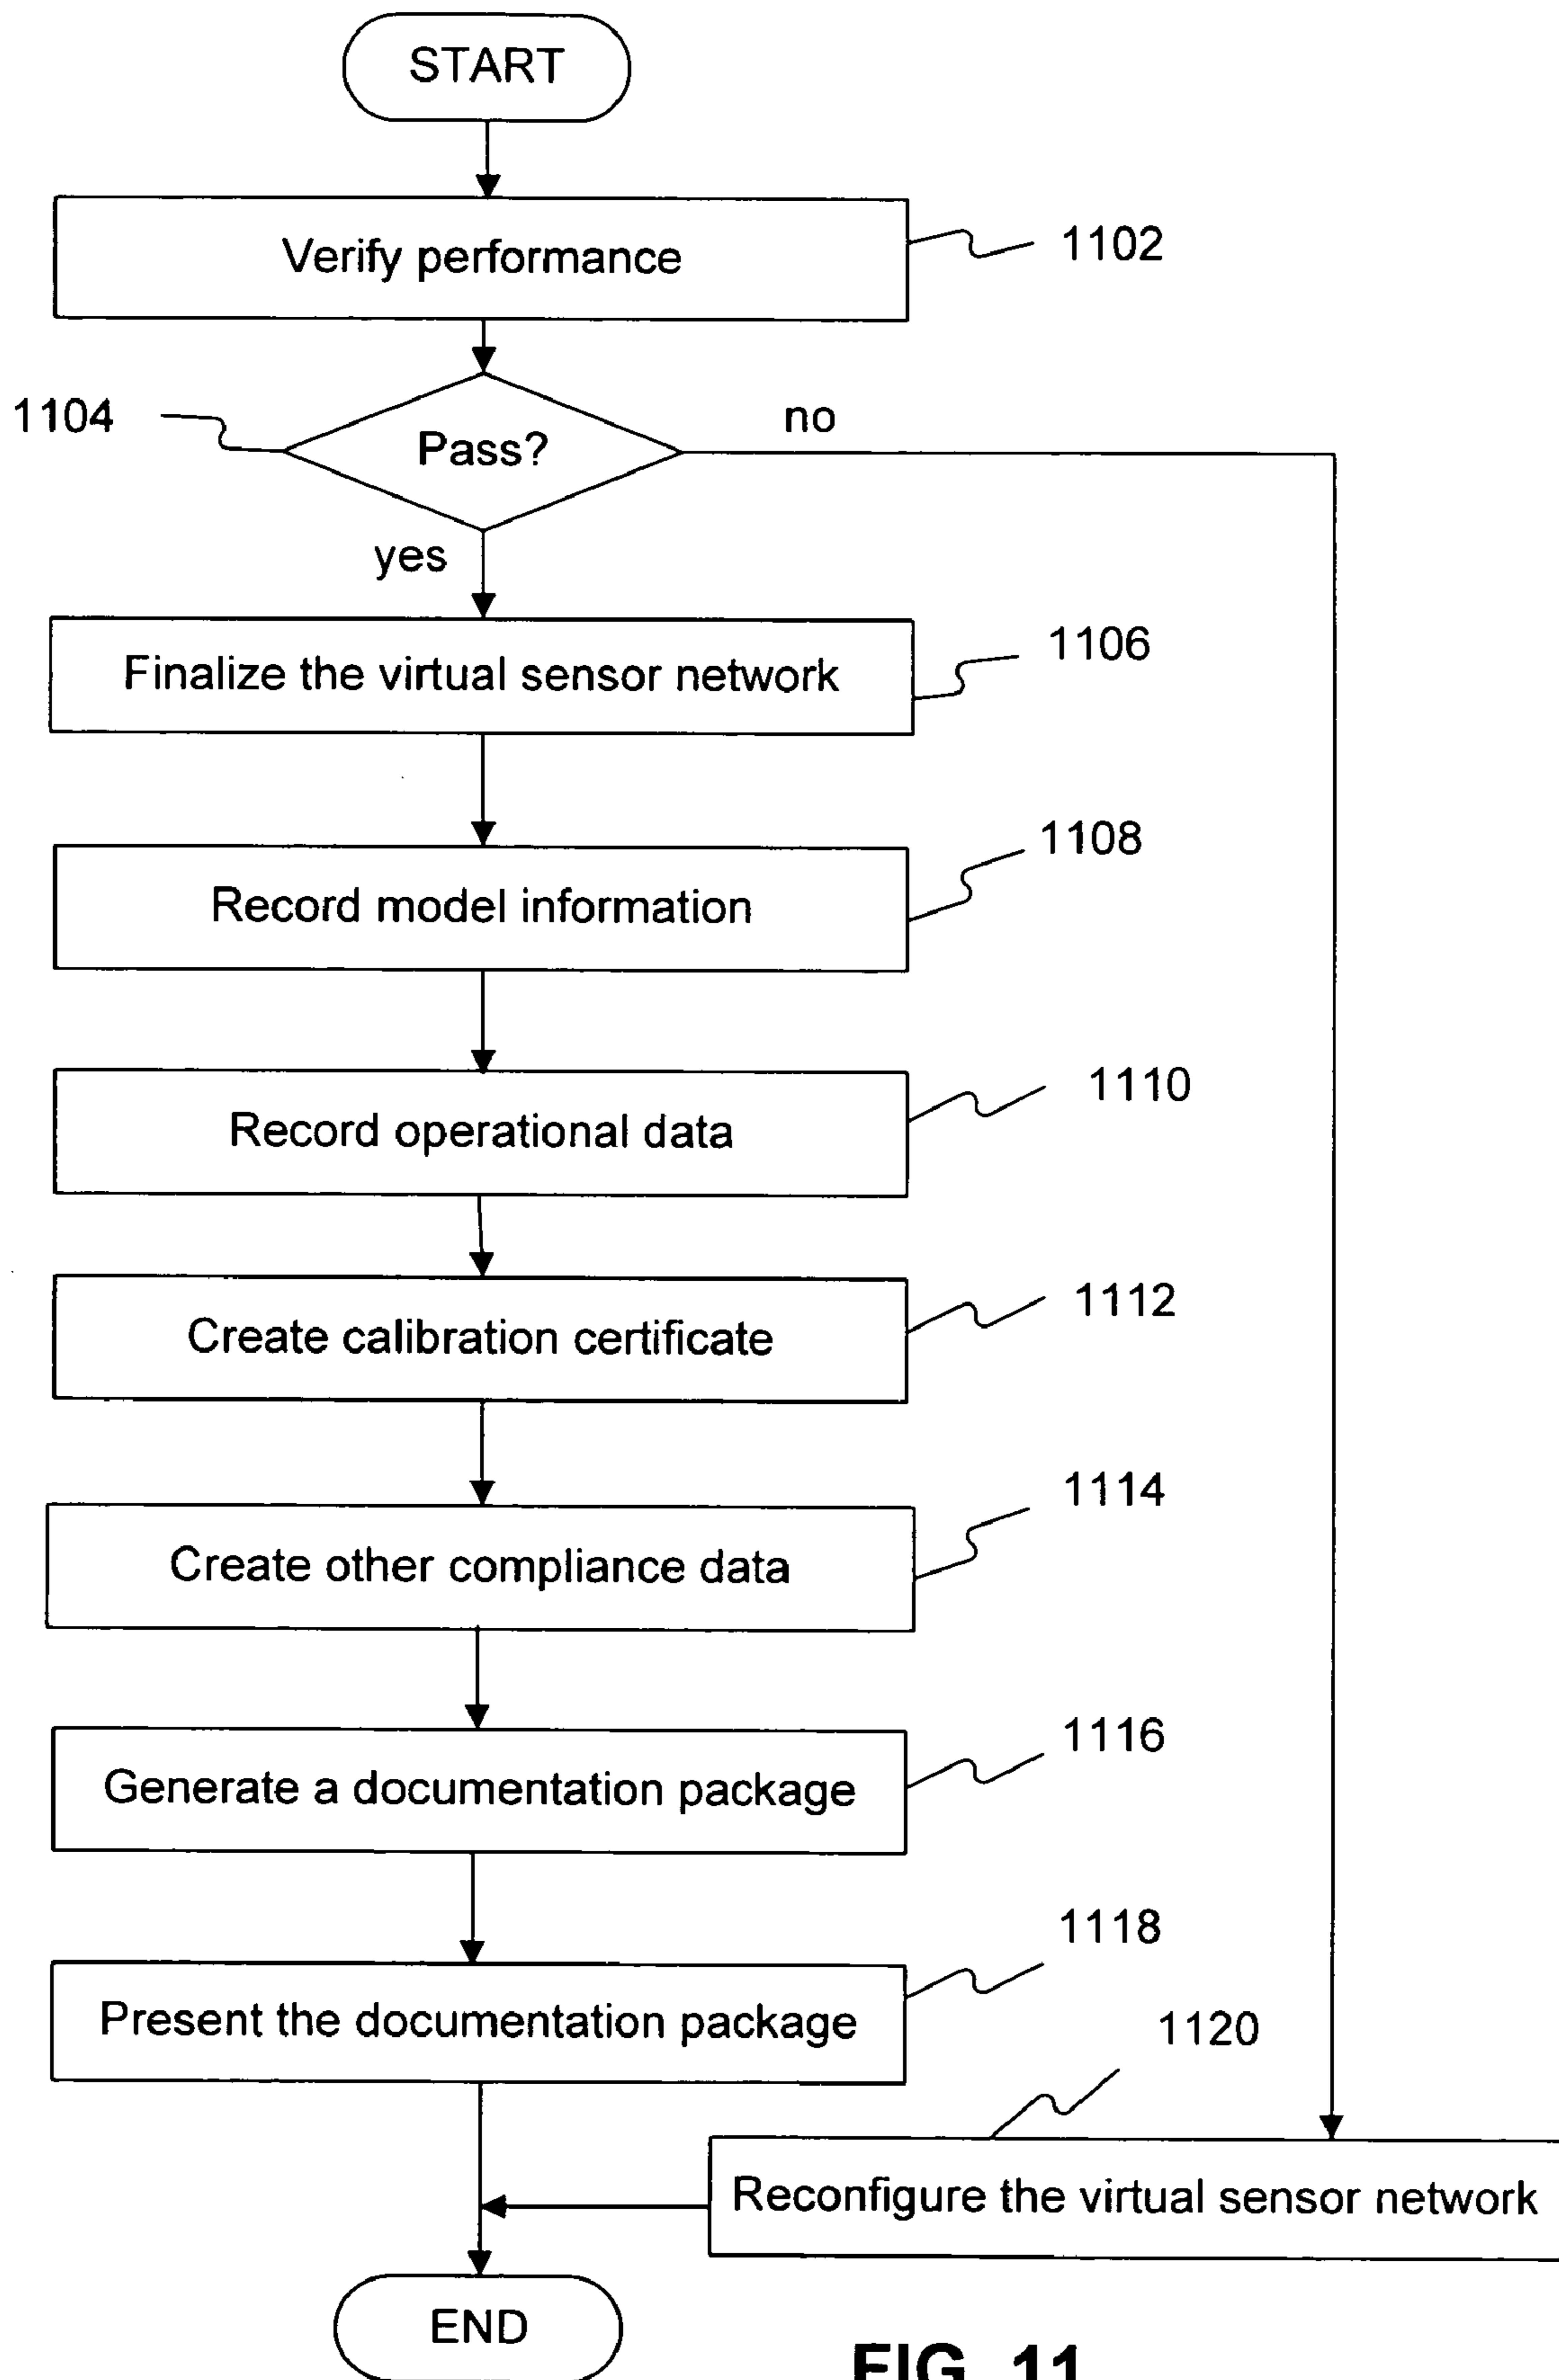 START
Verify performance
1102
1104
Pass?
no
yes
Finalize the virtual sensor network
1106
Record model information
1108
Record operational data
1110
Create calibration certificate
1112
Create other compliance data
1114
Generate a documentation package
1116
Present the documentation package
1118
1120
Reconfigure the virtual sensor network
END
FIG. 11